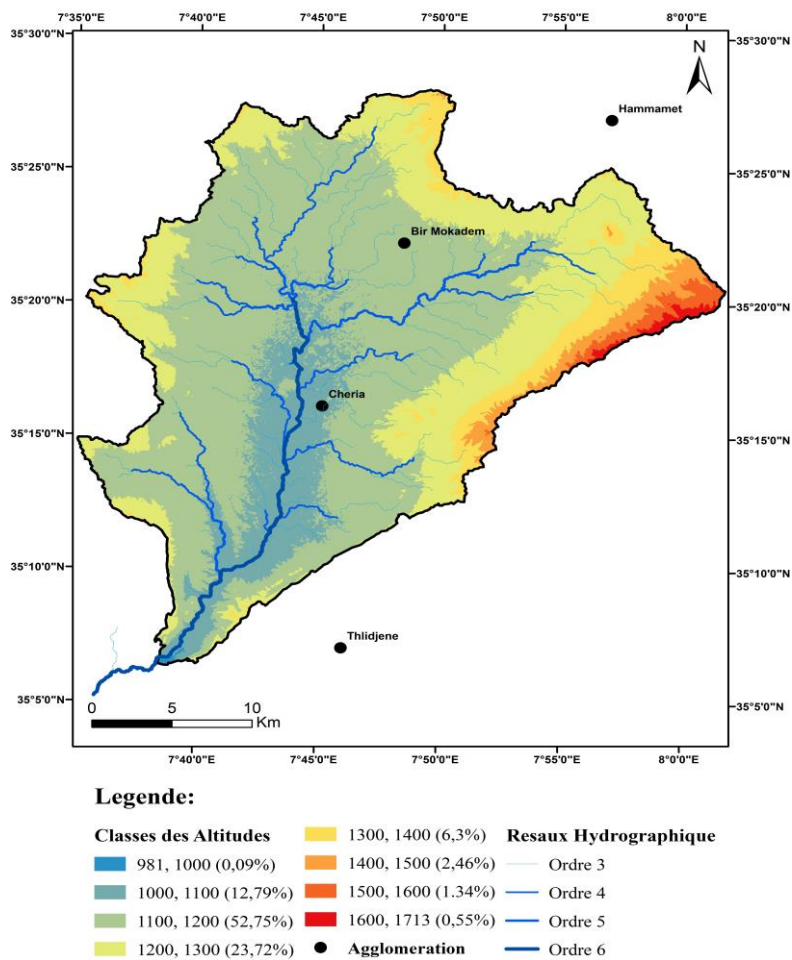 7°35'0"E 7°40'0"E 7°45'0"E 7°50'0"E 7°55'0"E 8°0'0"E
35°30'0"N 35°30'0"N
N
Hammamet
35°25'0"N 35°25'0"N
Bir Mokadem
35°20'0"N 35°20'0"N
Cheria
35°15'0"N 35°15'0"N
35°10'0"N 35°10'0"N
Thlidjene
35°5'0"N 35°5'0"N
0 5 10
Km
7°40'0"E 7°45'0"E 7°50'0"E 7°55'0"E 8°0'0"E
Legende:
Classes des Altitudes
981, 1000 (0,09%)
1000, 1100 (12,79%)
1100, 1200 (52,75%)
1200, 1300 (23,72%)
1300, 1400 (6,3%)
1400, 1500 (2,46%)
1500, 1600 (1.34%)
1600, 1713 (0,55%)
Agglomeration
Resaux Hydrographique
Ordre 3
Ordre 4
Ordre 5
Ordre 6